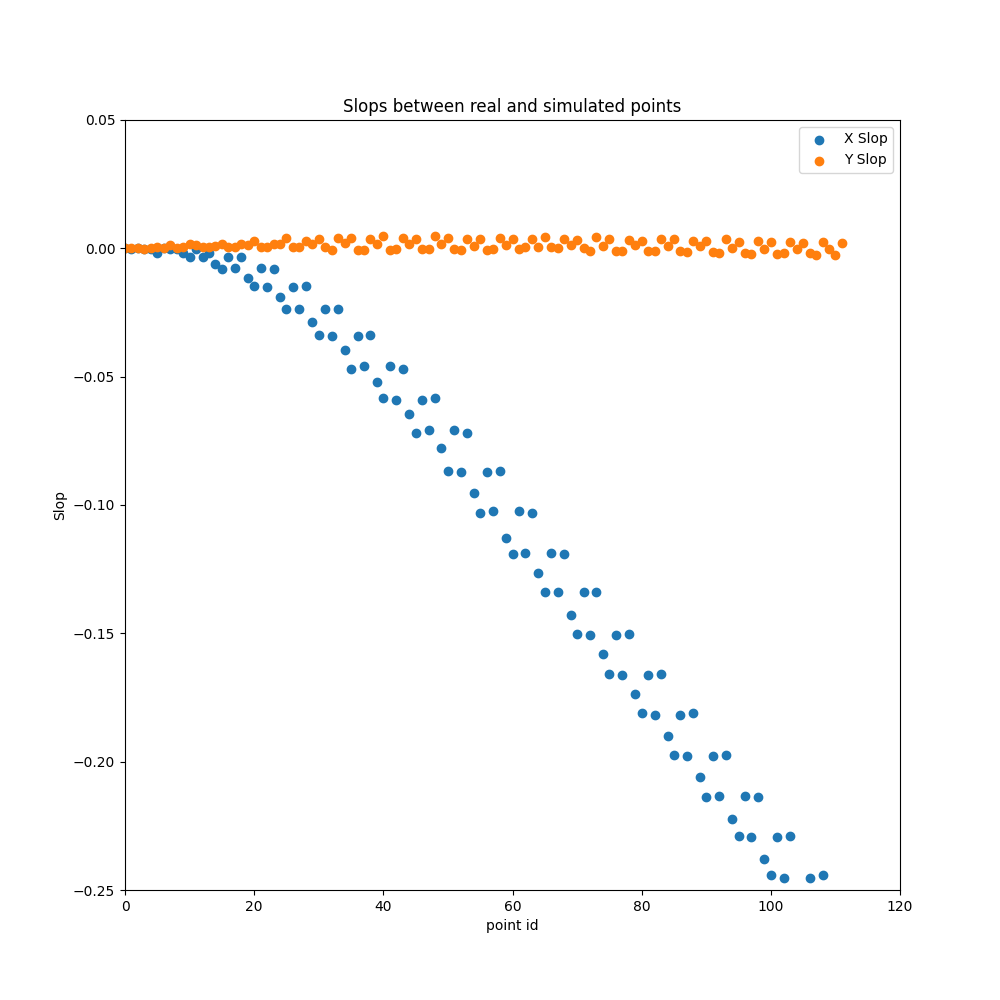 Slops between real and simulated points
X Slop
Y Slop
0.05
0.00
−0.05
−0.10
−0.15
−0.20
−0.25
Slop
0 20 40 60 80 100 120
point id